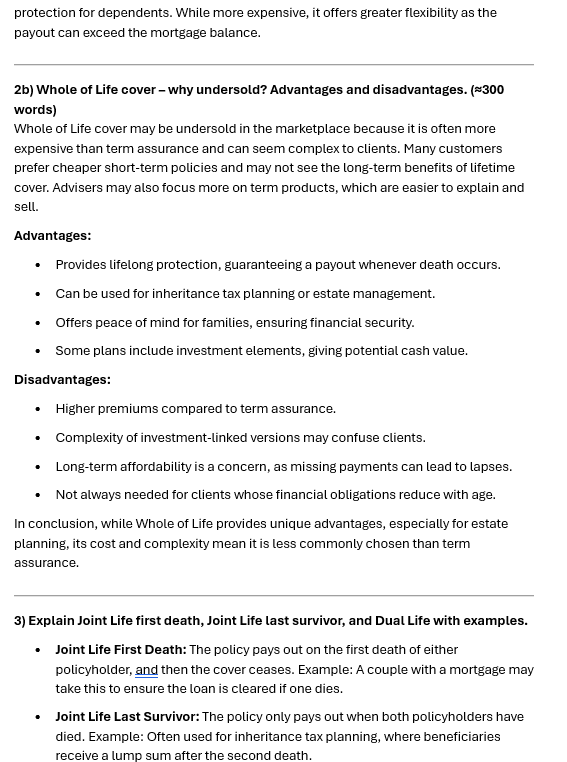 protection for dependents. While more expensive, it offers greater flexibility as the
payout can exceed the mortgage balance.
2b) Whole of Life cover – why undersold? Advantages and disadvantages. (≈300
words)
Whole of Life cover may be undersold in the marketplace because it is often more
expensive than term assurance and can seem complex to clients. Many customers
prefer cheaper short-term policies and may not see the long-term benefits of lifetime
cover. Advisers may also focus more on term products, which are easier to explain and
sell.
Advantages:
• Provides lifelong protection, guaranteeing a payout whenever death occurs.
• Can be used for inheritance tax planning or estate management.
• Offers peace of mind for families, ensuring financial security.
• Some plans include investment elements, giving potential cash value.
Disadvantages:
• Higher premiums compared to term assurance.
• Complexity of investment-linked versions may confuse clients.
• Long-term affordability is a concern, as missing payments can lead to lapses.
• Not always needed for clients whose financial obligations reduce with age.
In conclusion, while Whole of Life provides unique advantages, especially for estate
planning, its cost and complexity mean it is less commonly chosen than term
assurance.
3) Explain Joint Life first death, Joint Life last survivor, and Dual Life with examples.
• Joint Life First Death: The policy pays out on the first death of either
policyholder, and then the cover ceases. Example: A couple with a mortgage may
take this to ensure the loan is cleared if one dies.
• Joint Life Last Survivor: The policy only pays out when both policyholders have
died. Example: Often used for inheritance tax planning, where beneficiaries
receive a lump sum after the second death.